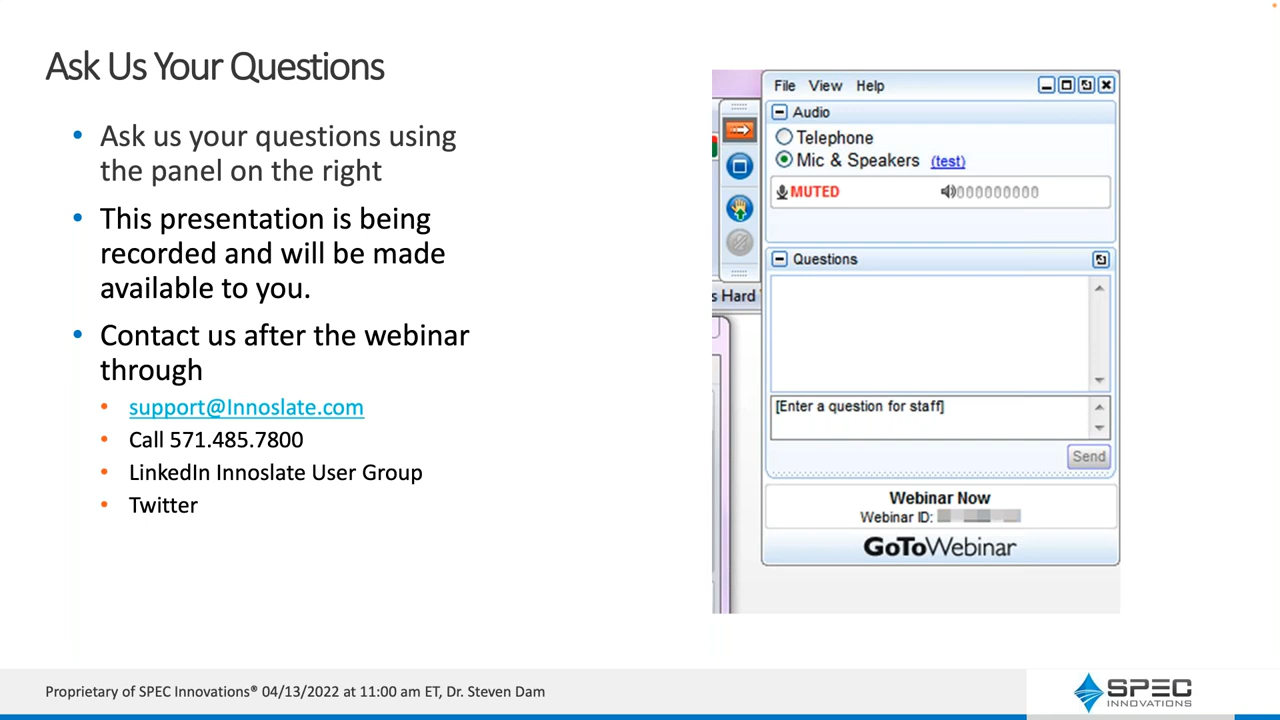 Ask Us Your Questions
• Ask us your questions using
the panel on the right
• This presentation is being
recorded and will be made
available to you.
• Contact us after the webinar
through
• support@Innoslate.com
• Call 571.485.7800
• LinkedIn Innoslate User Group
• Twitter
File View Help
Audio
Telephone
Mic & Speakers (test)
MUTED 000000000
Questions
s Hard
[Enter a question for staff]
Send
Webinar Now
Webinar ID:
GoToWebinar
Proprietary of SPEC Innovations® 04/13/2022 at 11:00 am ET, Dr. Steven Dam
SPEC
INNOVATIONS